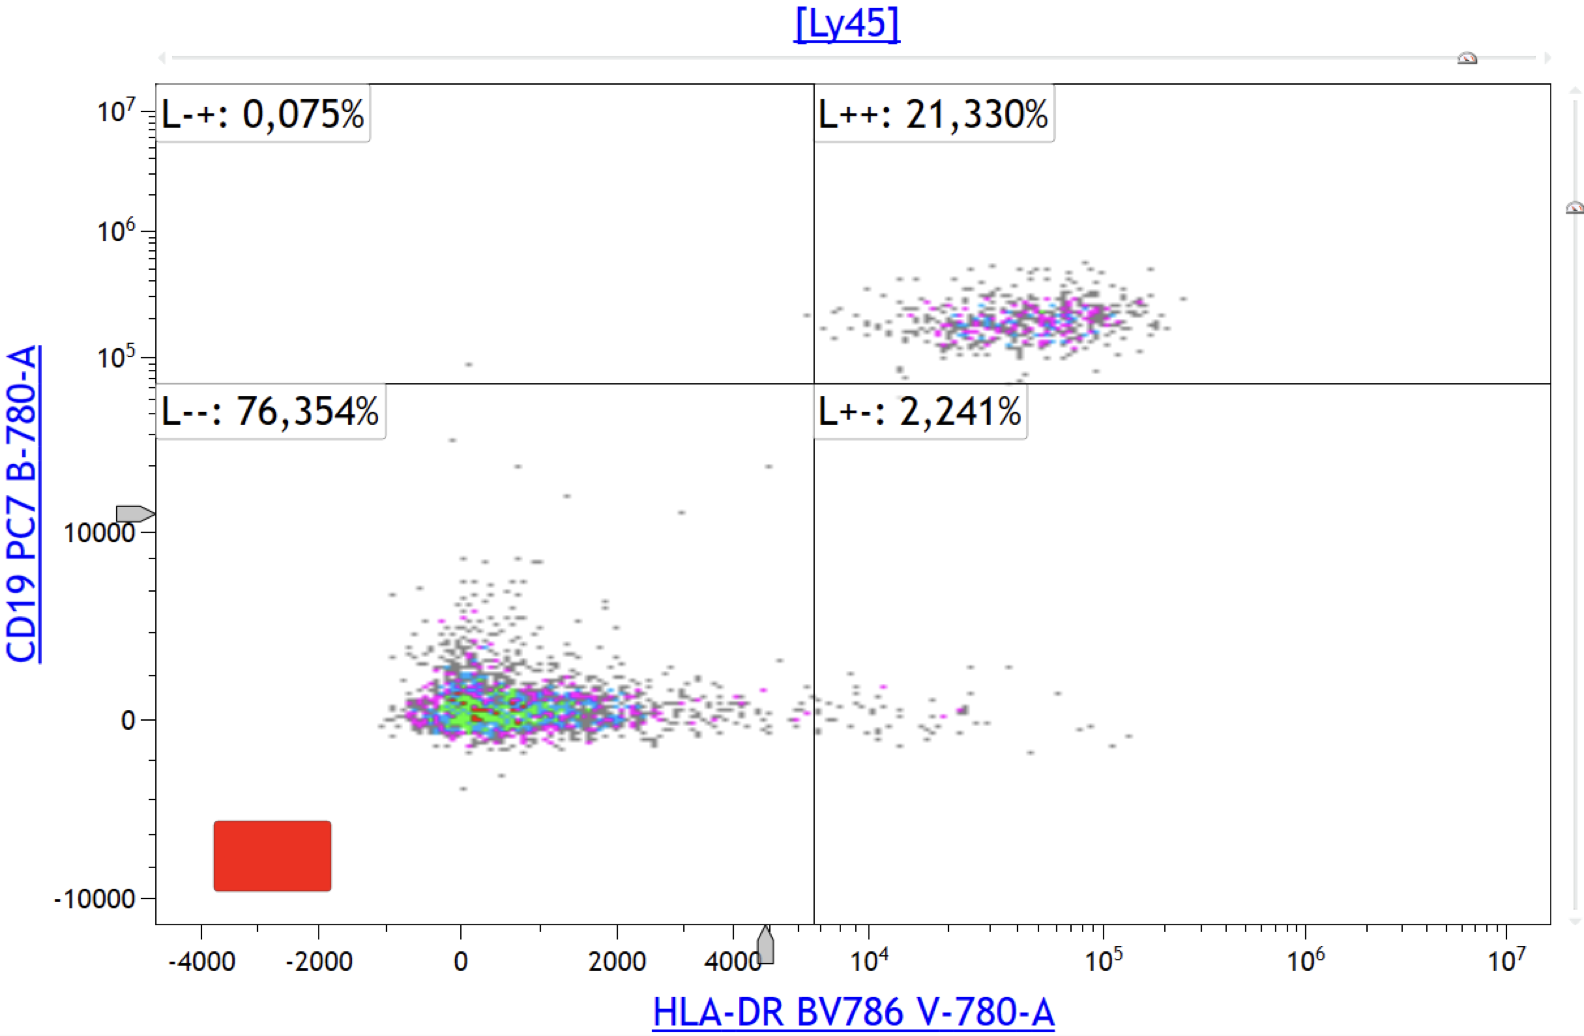 [Ly45]
L-+: 0,075%
L++: 21,330%
L--: 76,354%
L+-: 2,241%
CD19 PC7 B-780-A
10⁷
10⁶
10⁵
10000
0
-10000
-4000 -2000 0 2000 4000 10⁴ 10⁵ 10⁶ 10⁷
HLA-DR BV786 V-780-A